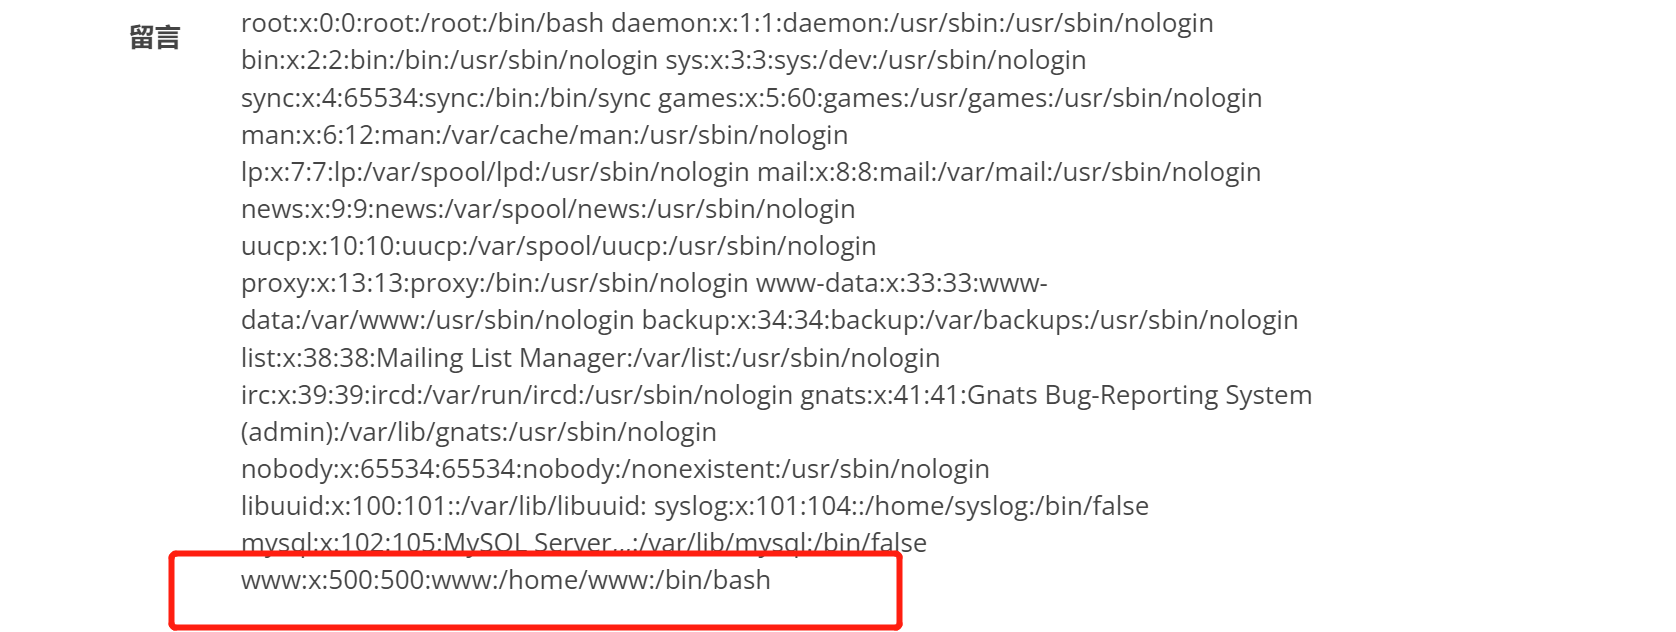 留言
root:x:0:0:root:/root:/bin/bash daemon:x:1:1:daemon:/usr/sbin:/usr/sbin/nologin
bin:x:2:2:bin:/bin:/usr/sbin/nologin sys:x:3:3:sys:/dev:/usr/sbin/nologin
sync:x:4:65534:sync:/bin:/bin/sync games:x:5:60:games:/usr/games:/usr/sbin/nologin
man:x:6:12:man:/var/cache/man:/usr/sbin/nologin
lp:x:7:7:lp:/var/spool/lpd:/usr/sbin/nologin mail:x:8:8:mail:/var/mail:/usr/sbin/nologin
news:x:9:9:news:/var/spool/news:/usr/sbin/nologin
uucp:x:10:10:uucp:/var/spool/uucp:/usr/sbin/nologin
proxy:x:13:13:proxy:/bin:/usr/sbin/nologin www-data:x:33:33:www-
data:/var/www:/usr/sbin/nologin backup:x:34:34:backup:/var/backups:/usr/sbin/nologin
list:x:38:38:Mailing List Manager:/var/list:/usr/sbin/nologin
irc:x:39:39:ircd:/var/run/ircd:/usr/sbin/nologin gnats:x:41:41:Gnats Bug-Reporting System
(admin):/var/lib/gnats:/usr/sbin/nologin
nobody:x:65534:65534:nobody:/nonexistent:/usr/sbin/nologin
libuuid:x:100:101::/var/lib/libuuid: syslog:x:101:104::/home/syslog:/bin/false
mysql:x:102:105:MySQL Server...:/var/lib/mysql:/bin/false
www:x:500:500:www:/home/www:/bin/bash